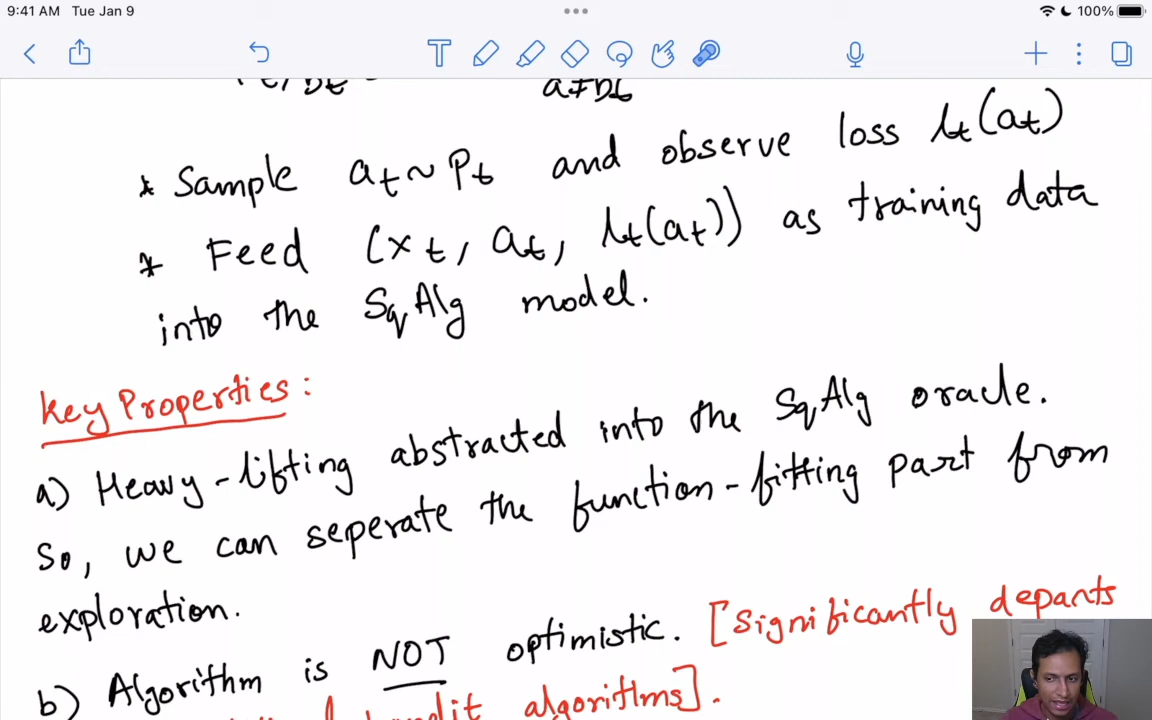 9:41 AM Tue Jan 9
100%
* Sample at ~ Pt and observe loss lt(at)
* Feed (xt, at, lt(at)) as training data
into the SqAlg model.
Key Properties:
a) Heavy-lifting abstracted into the SqAlg oracle.
So, we can seperate the function-fitting part from
exploration.
b) Algorithm is NOT optimistic. [Significantly departs
bandit algorithms].